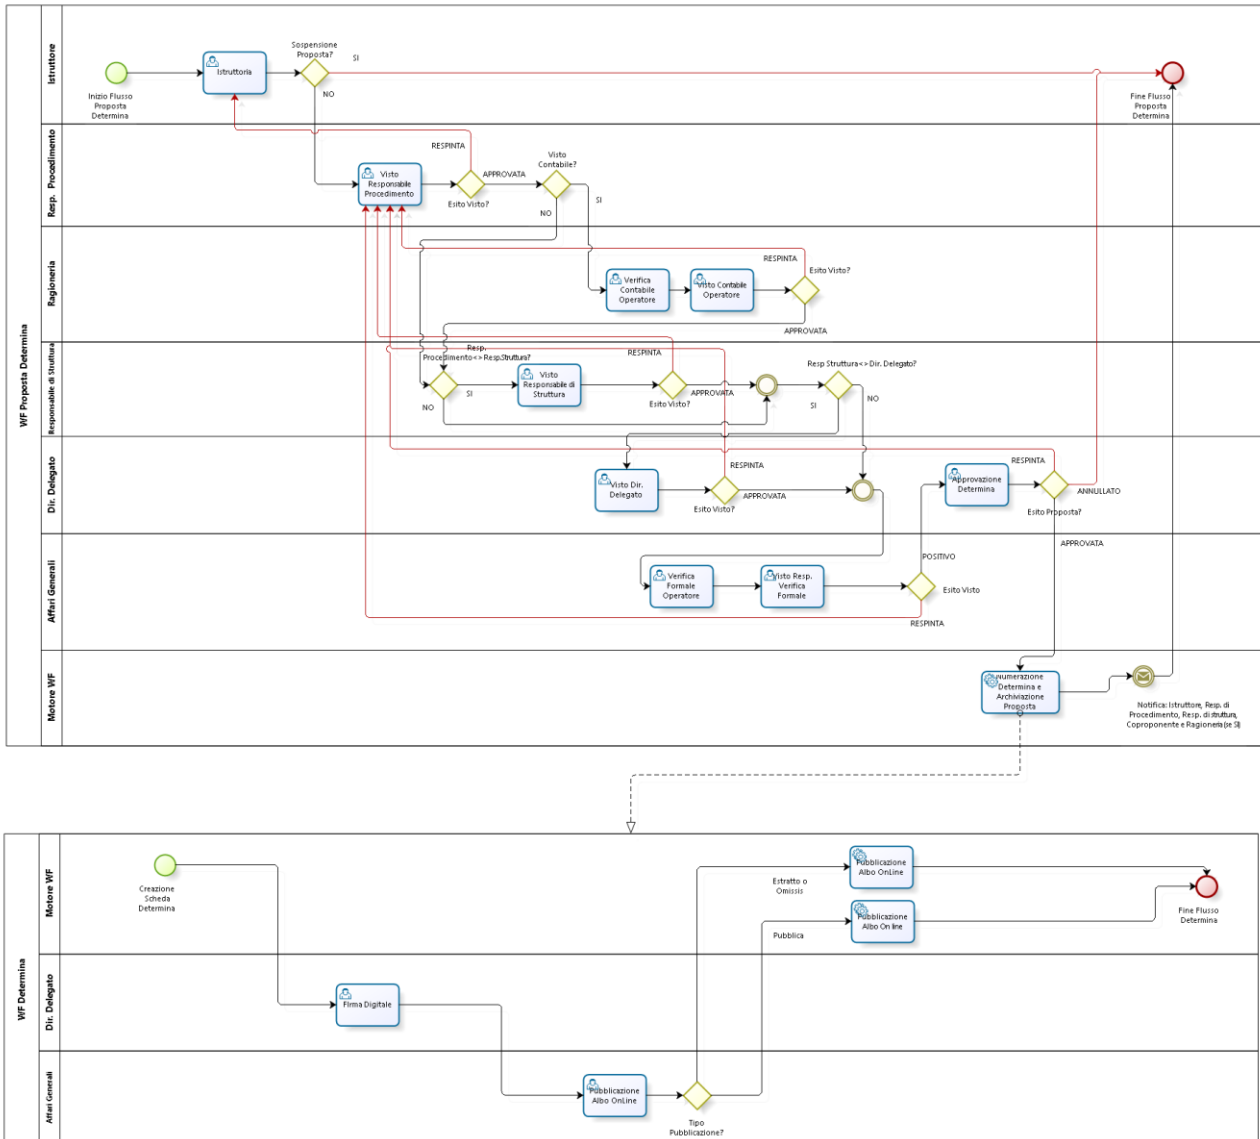 WF Proposta Determina
Istruttore
Inizio Flusso
Proposta
Determina
Istruttoria
Sospensione
Proposta?
SI
NO
Fine Flusso
Proposta
Determina
Resp. Procedimento
Visto
Responsabile
Procedimento
RESPINTA
Esito Visto?
APPROVATA
Visto
Contabile?
SI
NO
Ragioneria
Verifica
Contabile
Operatore
Visto Contabile
Operatore
RESPINTA
Esito Visto?
APPROVATA
Responsabile di Struttura
Resp.
Procedimento<>Resp.Struttura?
SI
NO
Visto
Responsabile di
Struttura
RESPINTA
Esito Visto?
APPROVATA
Resp Struttura<> Dir. Delegato?
SI
NO
Dir. Delegato
Visto Dir.
Delegato
RESPINTA
Esito Visto?
APPROVATA
Approvazione
Determina
RESPINTA
ANNULLATO
Esito Proposta?
APPROVATA
Affari Generali
Verifica
Formale
Operatore
Visto Resp.
Verifica
Formale
POSITIVO
Esito Visto
RESPINTA
Motore WF
Numerazione
Determina e
Archiviazione
Proposta
Notifica: Istruttore, Resp. di
Procedimento, Resp. di struttura,
Coproponente e Ragioneria(se SI)
WF Determina
Motore WF
Creazione
Scheda
Determina
Estratto o
Omissis
Pubblicazione
Albo OnLine
Pubblica
Pubblicazione
Albo On line
Fine Flusso
Determina
Dir. Delegato
Firma Digitale
Affari Generali
Pubblicazione
Albo OnLine
Tipo
Pubblicazione?